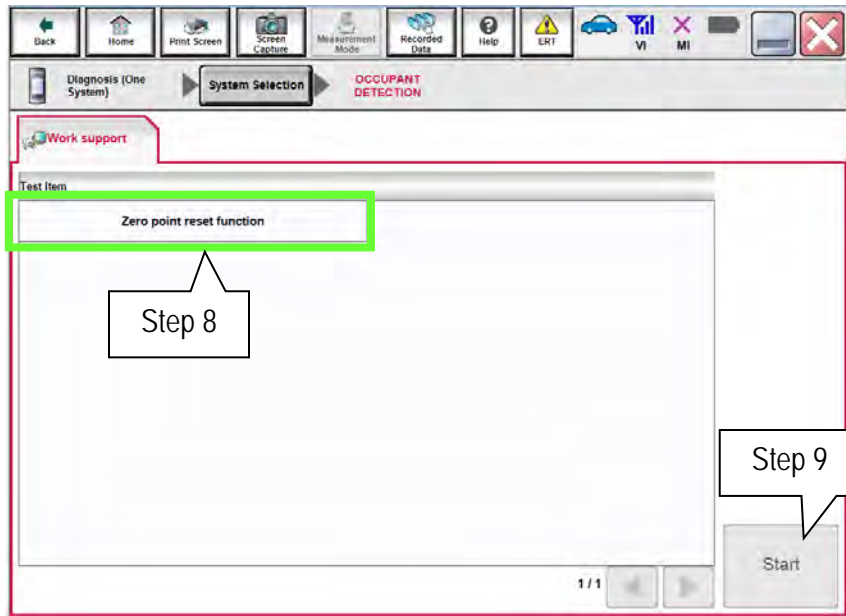 Back
Home
Print Screen
Screen
Capture
Measurement
Mode
Recorded
Data
Help
ERT
VI
MI
Diagnosis (One
System)
System Selection
OCCUPANT
DETECTION
Work support
Test Item
Zero point reset function
Step 8
Step 9
Start
1/1